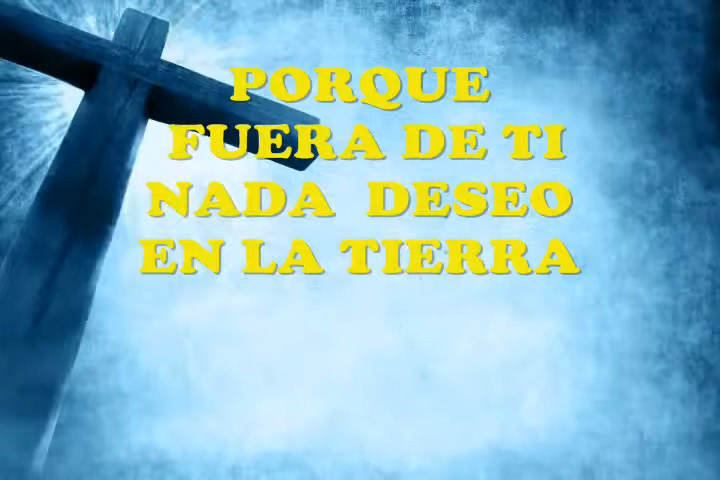 PORQUE
FUERA DE TI
NADA DESEO
EN LA TIERRA